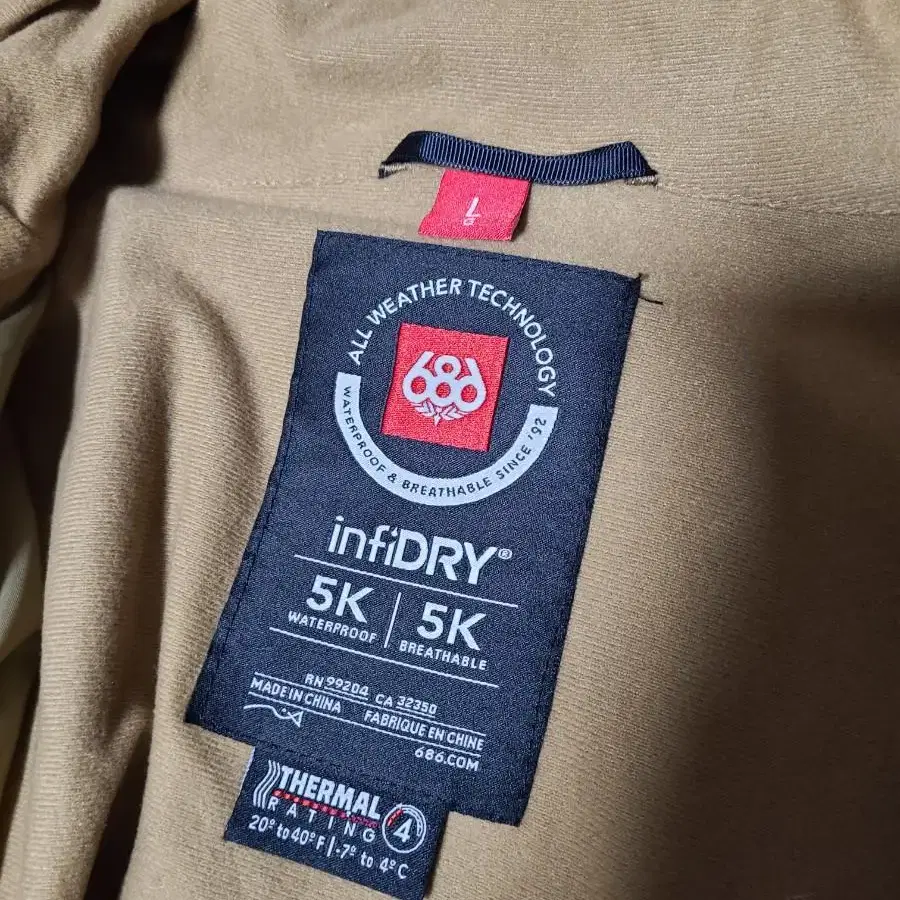 L
G
ALL WEATHER TECHNOLOGY
686
WATERPROOF & BREATHABLE SINCE '92
infiDRY®
5K
WATERPROOF
5K
BREATHABLE
RN 99204 CA 32350
MADE IN CHINA FABRIQUE EN CHINE
686.COM
THERMAL
RATING
4
20° to 40° F | -7° to 4° C